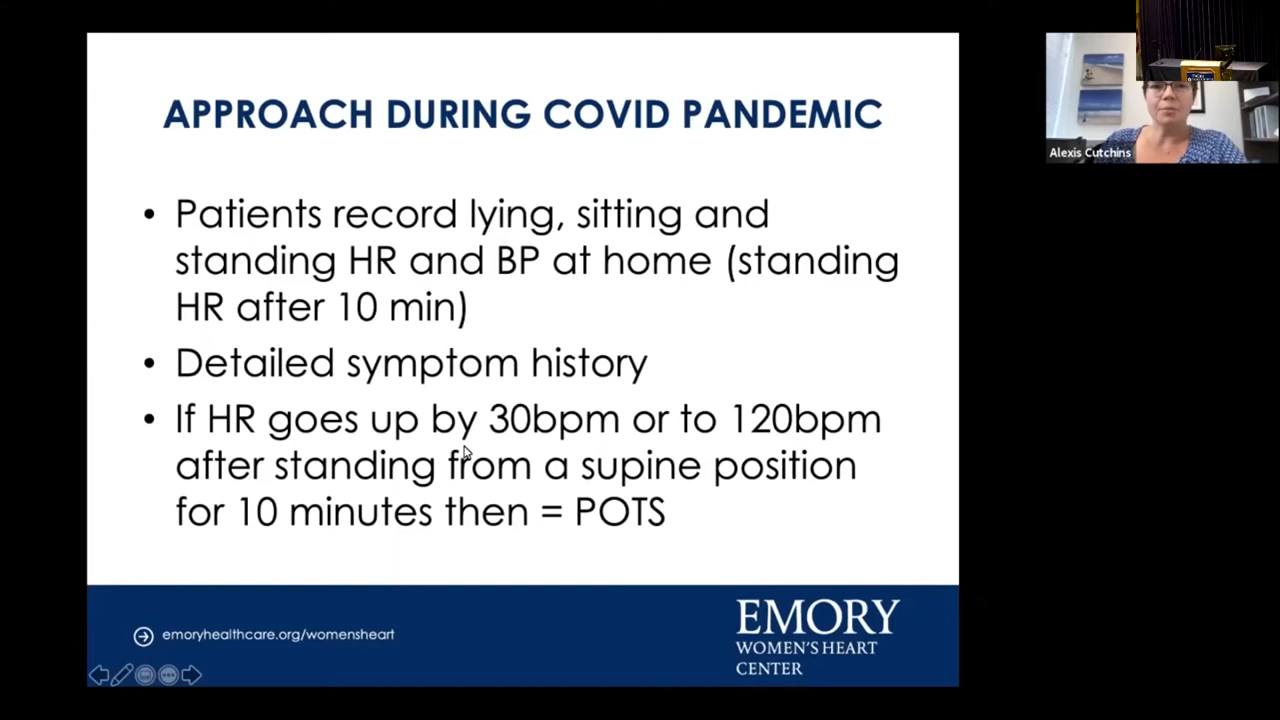 APPROACH DURING COVID PANDEMIC
• Patients record lying, sitting and
standing HR and BP at home (standing
HR after 10 min)
• Detailed symptom history
• If HR goes up by 30bpm or to 120bpm
after standing from a supine position
for 10 minutes then = POTS
emoryhealthcare.org/womensheart
EMORY
WOMEN'S HEART
CENTER
Alexis Cutchins